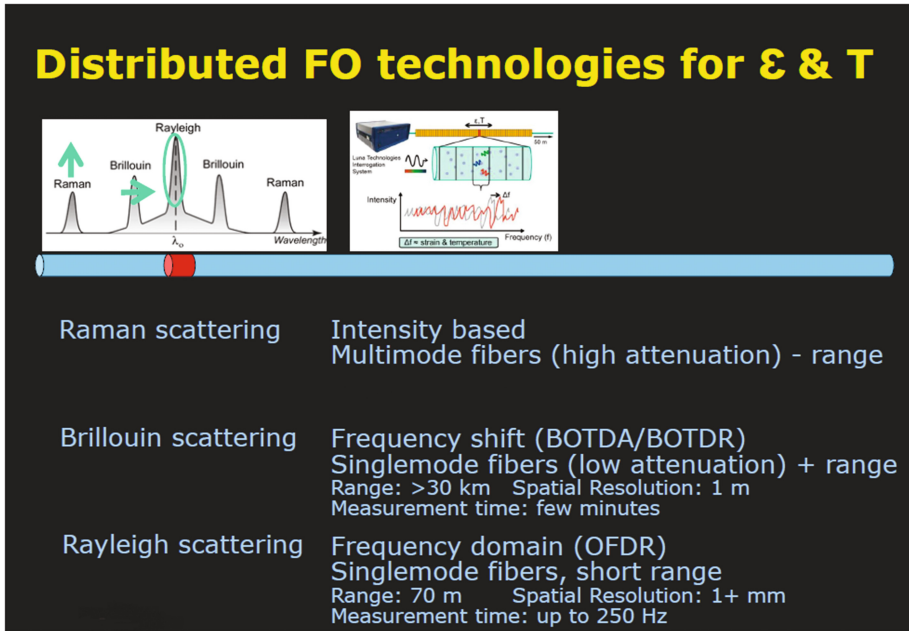 Distributed FO technologies for Ɛ & T
Rayleigh
Brillouin
Brillouin
Raman
Raman
λo
Wavelength
ε,T
50 m
Luna Technologies
Interrogation
System
Intensity
Δf
Frequency (f)
Δf ≈ strain & temperature
Raman scattering
Intensity based
Multimode fibers (high attenuation) - range
Brillouin scattering
Frequency shift (BOTDA/BOTDR)
Singlemode fibers (low attenuation) + range
Range: >30 km Spatial Resolution: 1 m
Measurement time: few minutes
Rayleigh scattering
Frequency domain (OFDR)
Singlemode fibers, short range
Range: 70 m Spatial Resolution: 1+ mm
Measurement time: up to 250 Hz